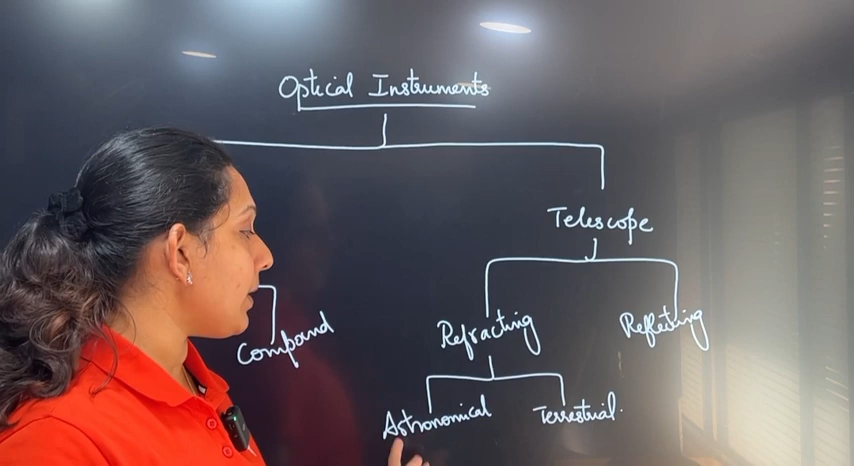 Optical Instruments
Telescope
Refracting
Reflecting
Compound
Astronomical
Terrestrial.